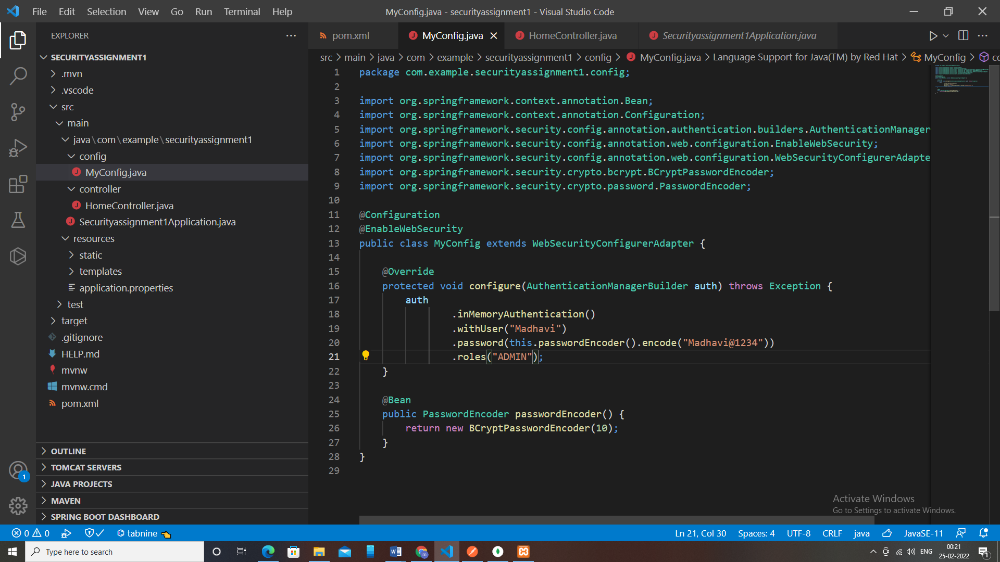 File Edit Selection View Go Run Terminal Help
MyConfig.java - securityassignment1 - Visual Studio Code
EXPLORER
SECURITYASSIGNMENT1
.mvn
.vscode
src
main
java\com\example\securityassignment1
config
MyConfig.java
controller
HomeController.java
Securityassignment1Application.java
resources
static
templates
application.properties
test
target
.gitignore
HELP.md
mvnw
mvnw.cmd
pom.xml
OUTLINE
TOMCAT SERVERS
JAVA PROJECTS
MAVEN
SPRING BOOT DASHBOARD
pom.xml MyConfig.java HomeController.java Securityassignment1Application.java
src > main > java > com > example > securityassignment1 > config > MyConfig.java > Language Support for Java(TM) by Red Hat > MyConfig > co
1 package com.example.securityassignment1.config;
2
3 import org.springframework.context.annotation.Bean;
4 import org.springframework.context.annotation.Configuration;
5 import org.springframework.security.config.annotation.authentication.builders.AuthenticationManager
6 import org.springframework.security.config.annotation.web.configuration.EnableWebSecurity;
7 import org.springframework.security.config.annotation.web.configuration.WebSecurityConfigurerAdapte
8 import org.springframework.security.crypto.bcrypt.BCryptPasswordEncoder;
9 import org.springframework.security.crypto.password.PasswordEncoder;
10
11 @Configuration
12 @EnableWebSecurity
13 public class MyConfig extends WebSecurityConfigurerAdapter {
14
15 @Override
16 protected void configure(AuthenticationManagerBuilder auth) throws Exception {
17 auth
18 .inMemoryAuthentication()
19 .withUser("Madhavi")
20 .password(this.passwordEncoder().encode("Madhavi@1234"))
21 .roles("ADMIN");
22 }
23
24 @Bean
25 public PasswordEncoder passwordEncoder() {
26 return new BCryptPasswordEncoder(10);
27 }
28 }
29
Activate Windows
Go to Settings to activate Windows.
0 0 tabnine Ln 21, Col 30 Spaces: 4 UTF-8 CRLF java JavaSE-11
1
Type here to search
ENG
00:21
25-02-2022
1